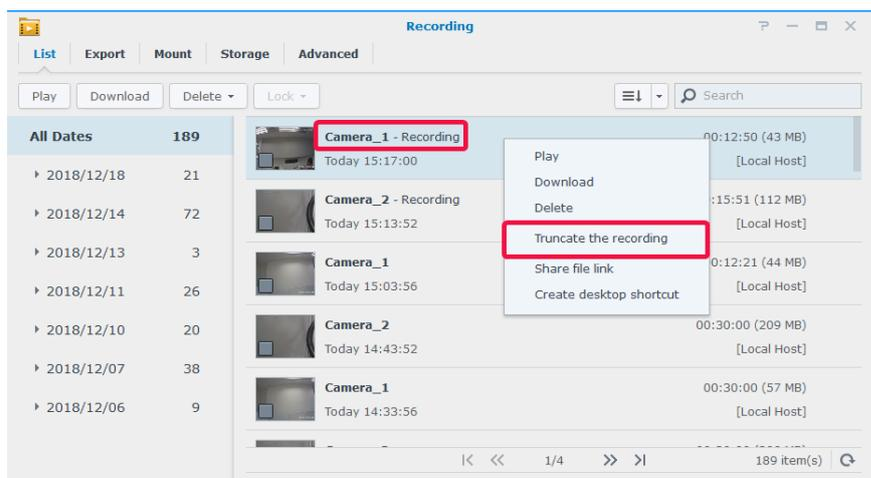 Recording
List Export Mount Storage Advanced
Play Download Delete Lock Search
All Dates 189
2018/12/18 21
2018/12/14 72
2018/12/13 3
2018/12/11 26
2018/12/10 20
2018/12/07 38
2018/12/06 9
Camera_1 - Recording 00:12:50 (43 MB)
Today 15:17:00 [Local Host]
Camera_2 - Recording :15:51 (112 MB)
Today 15:13:52 [Local Host]
Camera_1 0:12:21 (44 MB)
Today 15:03:56 [Local Host]
Camera_2 00:30:00 (209 MB)
Today 14:43:52 [Local Host]
Camera_1 00:30:00 (57 MB)
Today 14:33:56 [Local Host]
Play
Download
Delete
Truncate the recording
Share file link
Create desktop shortcut
1/4 189 item(s)